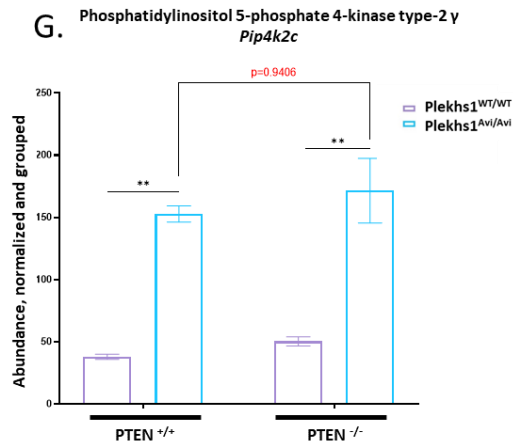 G.
Phosphatidylinositol 5-phosphate 4-kinase type-2 γ
Pip4k2c
p=0.9406
Plekhs1WT/WT
Plekhs1Avi/Avi
**
**
Abundance, normalized and grouped
250
200
150
100
50
0
PTEN +/+
PTEN -/-